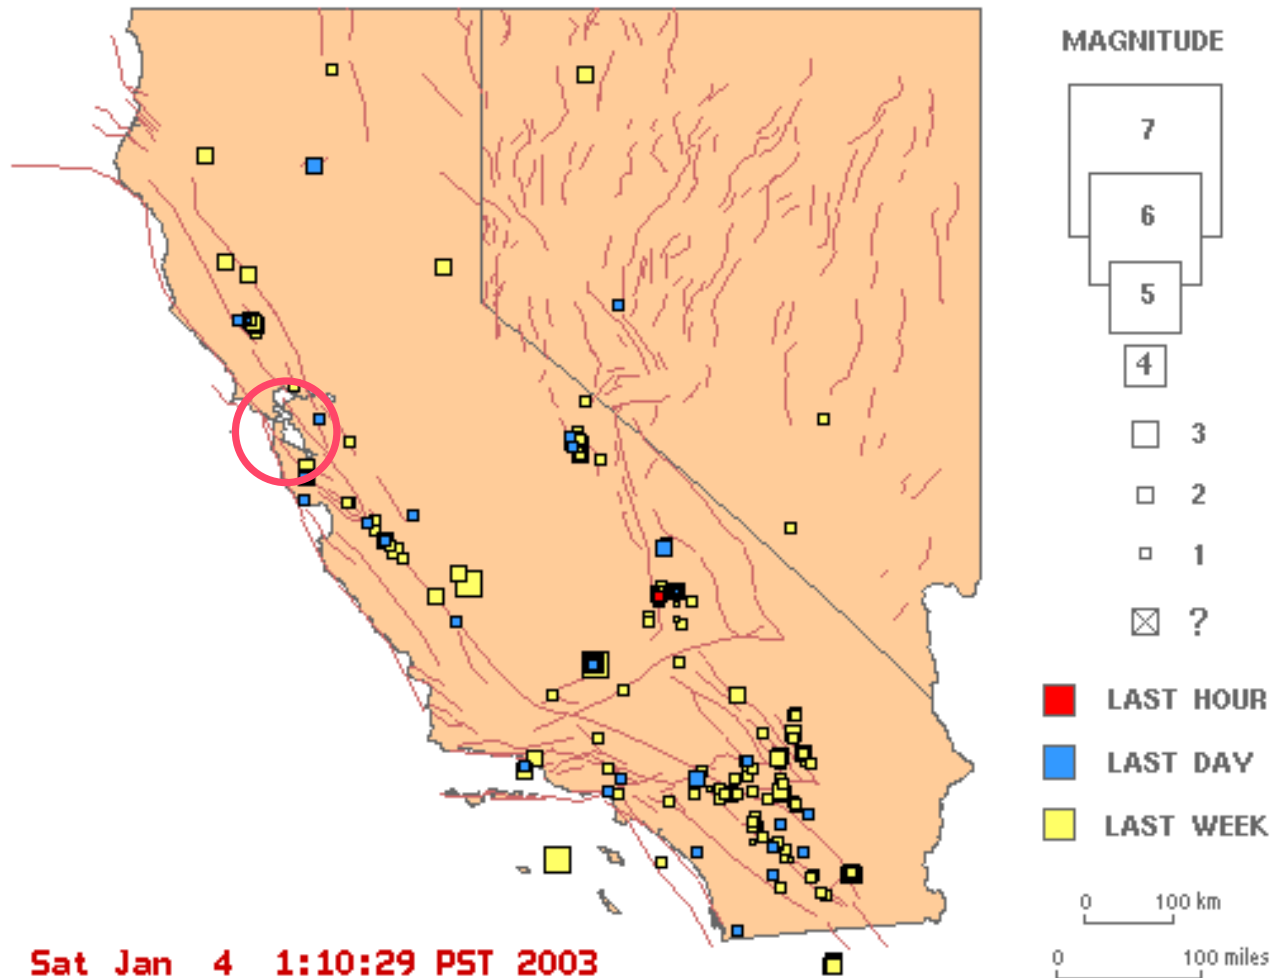 MAGNITUDE
7
6
5
4
3
2
1
?
LAST HOUR
LAST DAY
LAST WEEK
0 100 km
0 100 miles
Sat Jan 4 1:10:29 PST 2003